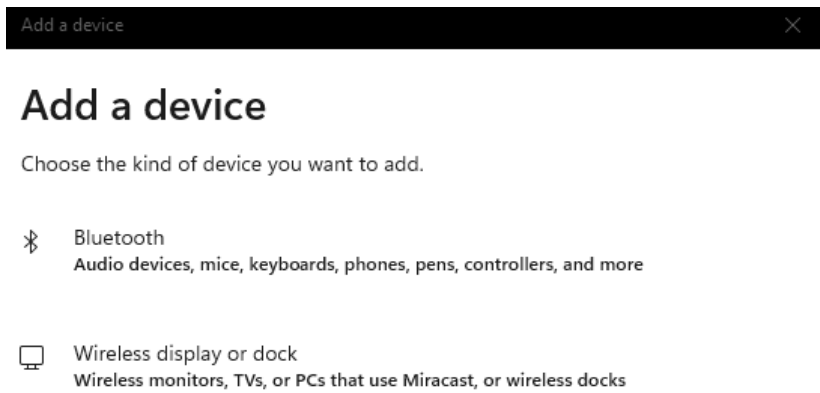 Add a device
Add a device
Choose the kind of device you want to add.
Bluetooth
Audio devices, mice, keyboards, phones, pens, controllers, and more
Wireless display or dock
Wireless monitors, TVs, or PCs that use Miracast, or wireless docks